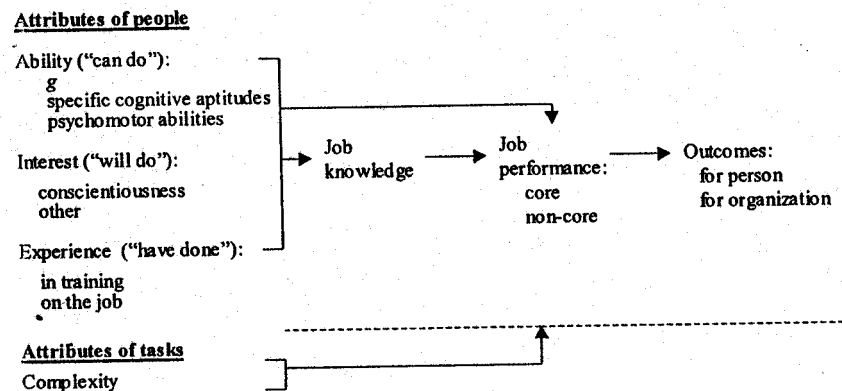 Attributes of people
Ability (“can do”):
g
specific cognitive aptitudes
psychomotor abilities
Interest (“will do”):
conscientiousness
other
Experience (“have done”):
in training
on the job
Job
knowledge
Job
performance:
core
non-core
Outcomes:
for person
for organization
Attributes of tasks
Complexity